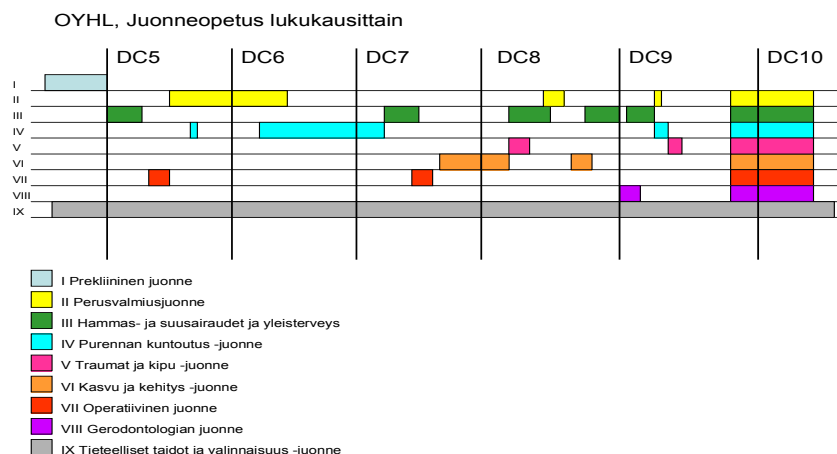 OYHL, Juonneopetus lukukausittain
DC5 DC6 DC7 DC8 DC9 DC10
I
II
III
IV
V
VI
VII
VIII
IX
I Prekliininen juonne
II Perusvalmiusjuonne
III Hammas- ja suusairaudet ja yleisterveys
IV Purennan kuntoutus -juonne
V Traumat ja kipu -juonne
VI Kasvu ja kehitys -juonne
VII Operatiivinen juonne
VIII Gerodontologian juonne
IX Tieteelliset taidot ja valinnaisuus -juonne